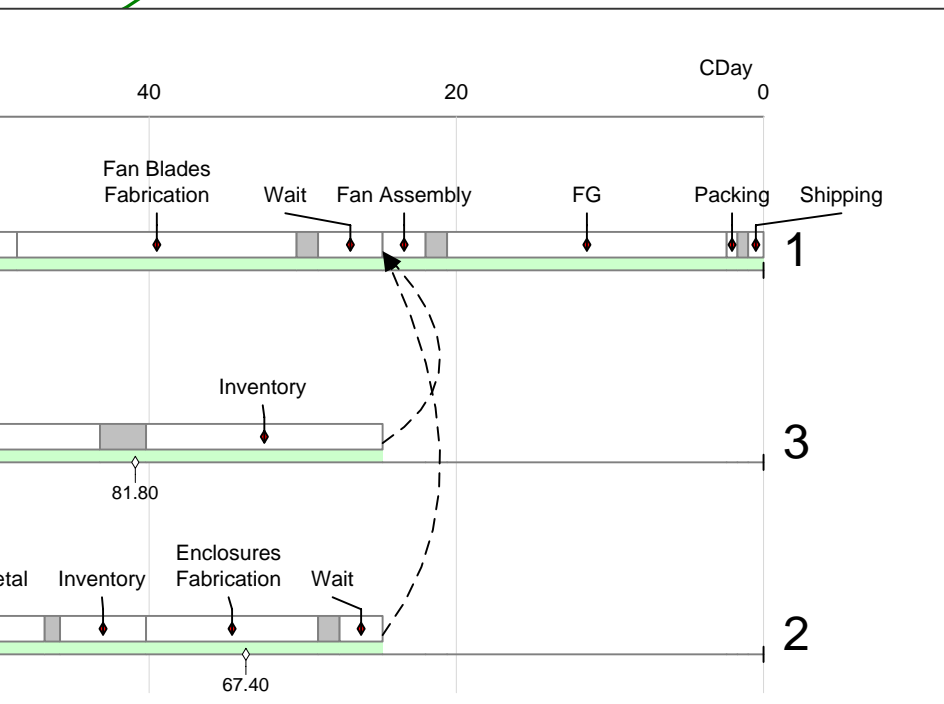 CDay
40 20 0
Fan Blades
Fabrication Wait Fan Assembly FG Packing Shipping
1
Inventory
3
81.80
Enclosures
etal Inventory Fabrication Wait
2
67.40